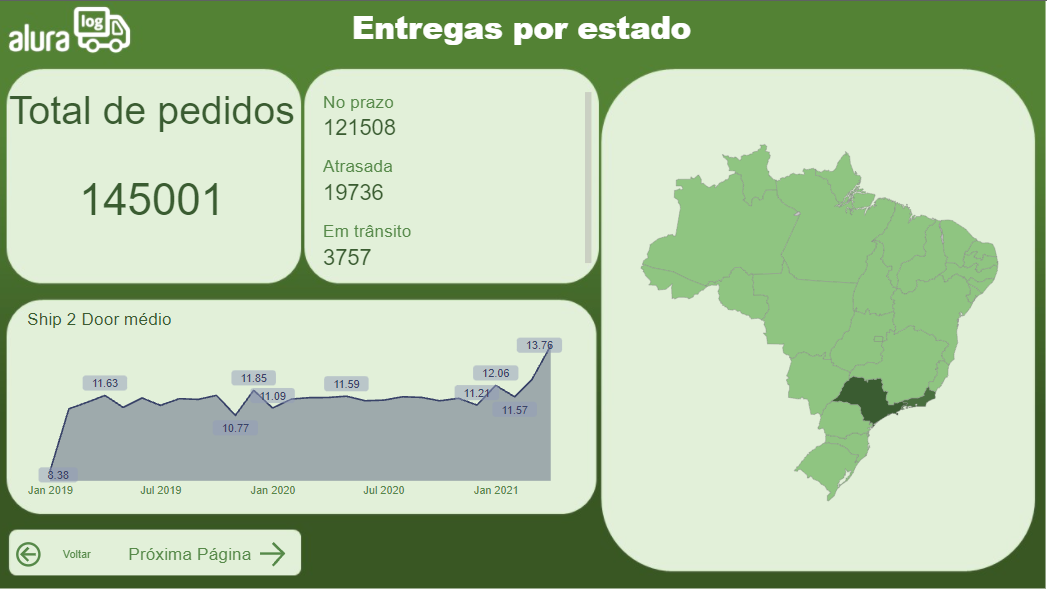 alura log
Entregas por estado
Total de pedidos
145001
No prazo
121508
Atrasada
19736
Em trânsito
3757
Ship 2 Door médio
13.76
12.06
11.85
11.63
11.59
11.09
11.21
11.57
10.77
8.38
Jan 2019
Jul 2019
Jan 2020
Jul 2020
Jan 2021
Voltar
Próxima Página